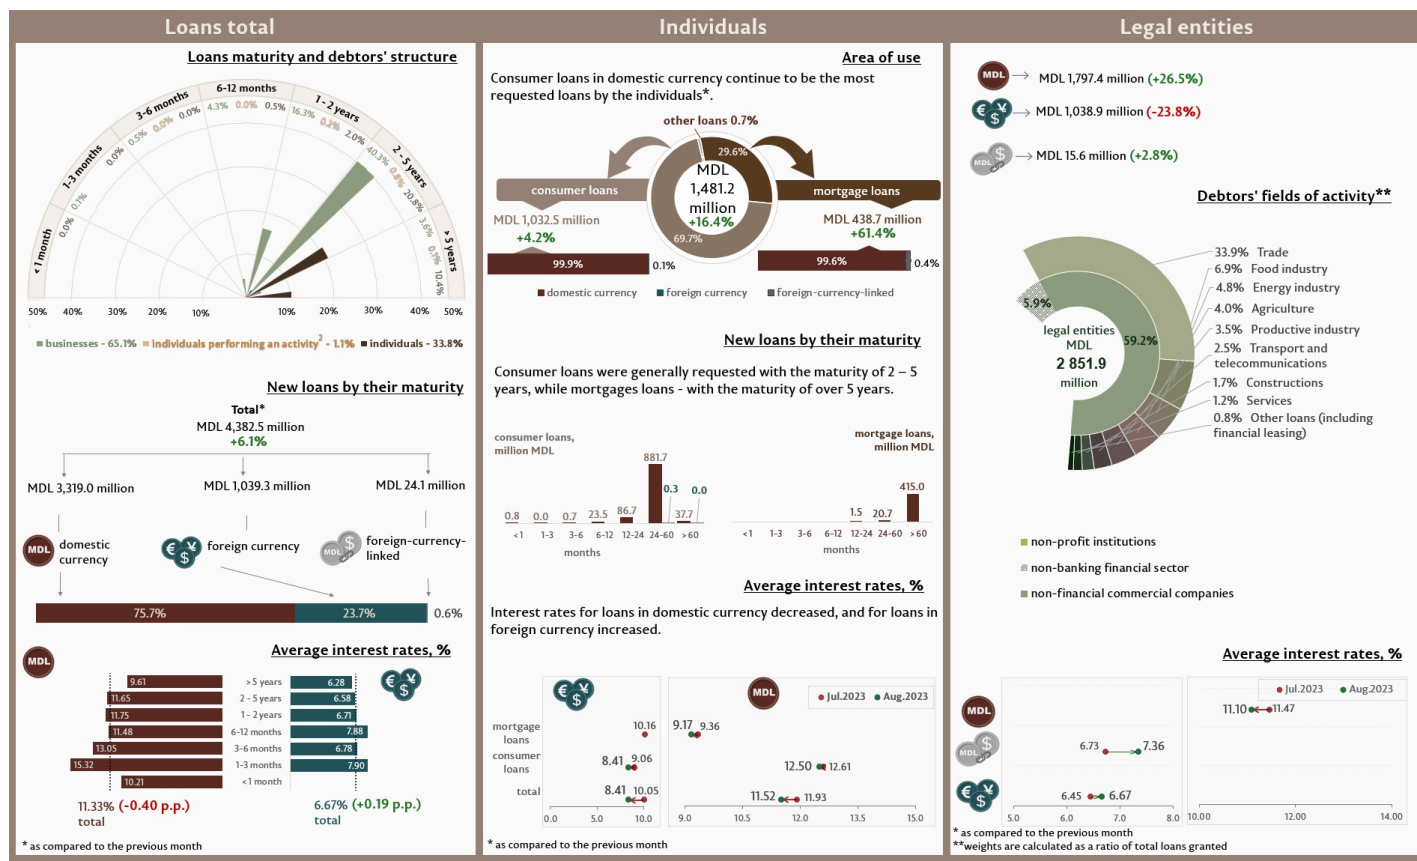 Loans total
Loans maturity and debtors' structure
< 1 month
1-3 months
3-6 months
6-12 months
1 - 2 years
2 - 5 years
> 5 years
0.0%
0.1%
0.0%
0.5%
0.0%
0.0%
4.3%
0.0%
0.5%
16.3%
0.2%
2.0%
40.3%
0.8%
20.8%
3.6%
0.1%
10.4%
50% 40% 30% 20% 10% 10% 20% 30% 40% 50%
businesses - 65.1% individuals performing an activity2 - 1.1% individuals - 33.8%
New loans by their maturity
Total*
MDL 4,382.5 million
+6.1%
MDL 3,319.0 million MDL 1,039.3 million MDL 24.1 million
MDL domestic currency
€ ¥ $ foreign currency
MDL $ foreign-currency-linked
75.7% 23.7% 0.6%
Average interest rates, %
MDL
€ ¥ $
9.61 > 5 years 6.28
11.65 2 - 5 years 6.58
11.75 1 - 2 years 6.71
11.48 6-12 months 7.88
13.05 3-6 months 6.78
15.32 1-3 months 7.90
10.21 <1 month
11.33% (-0.40 p.p.)
total
6.67% (+0.19 p.p.)
total
* as compared to the previous month
Individuals
Area of use
Consumer loans in domestic currency continue to be the most
requested loans by the individuals*.
other loans 0.7%
29.6%
MDL
1,481.2
million
+16.4%
69.7%
consumer loans
MDL 1,032.5 million
+4.2%
99.9% 0.1%
mortgage loans
MDL 438.7 million
+61.4%
99.6% 0.4%
domestic currency foreign currency foreign-currency-linked
New loans by their maturity
Consumer loans were generally requested with the maturity of 2 – 5
years, while mortgages loans - with the maturity of over 5 years.
consumer loans,
million MDL
0.8 0.0 0.7 23.5 86.7 881.7 0.3 37.7 0.0
<1 1-3 3-6 6-12 12-24 24-60 >60
months
mortgage loans,
million MDL
1.5 20.7 415.0
<1 1-3 3-6 6-12 12-24 24-60 >60
months
Average interest rates, %
Interest rates for loans in domestic currency decreased, and for loans in
foreign currency increased.
€ ¥ $
MDL
Jul.2023 Aug.2023
mortgage
loans
10.16
9.17 9.36
consumer
loans
8.41 9.06
12.50 12.61
total
8.41 10.05
11.52 11.93
0.0 5.0 10.0
9.0 10.5 12.0 13.5 15.0
* as compared to the previous month
Legal entities
MDL MDL 1,797.4 million (+26.5%)
€ ¥ $ MDL 1,038.9 million (-23.8%)
MDL $ MDL 15.6 million (+2.8%)
Debtors' fields of activity**
5.9%
59.2%
legal entities
MDL
2 851.9
million
33.9% Trade
6.9% Food industry
4.8% Energy industry
4.0% Agriculture
3.5% Productive industry
2.5% Transport and
telecommunications
1.7% Constructions
1.2% Services
0.8% Other loans (including
financial leasing)
non-profit institutions
non-banking financial sector
non-financial commercial companies
Average interest rates, %
Jul.2023 Aug.2023
MDL
11.10 11.47
MDL $
6.73 7.36
€ ¥ $
6.45 6.67
5.0 6.0 7.0 8.0
10.00 12.00 14.00
* as compared to the previous month
**weights are calculated as a ratio of total loans granted